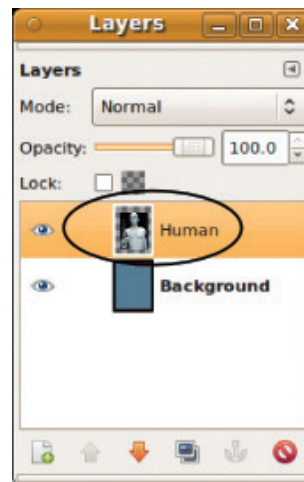 Layers
Layers
Mode: Normal
Opacity: 100.0
Lock:
Human
Background